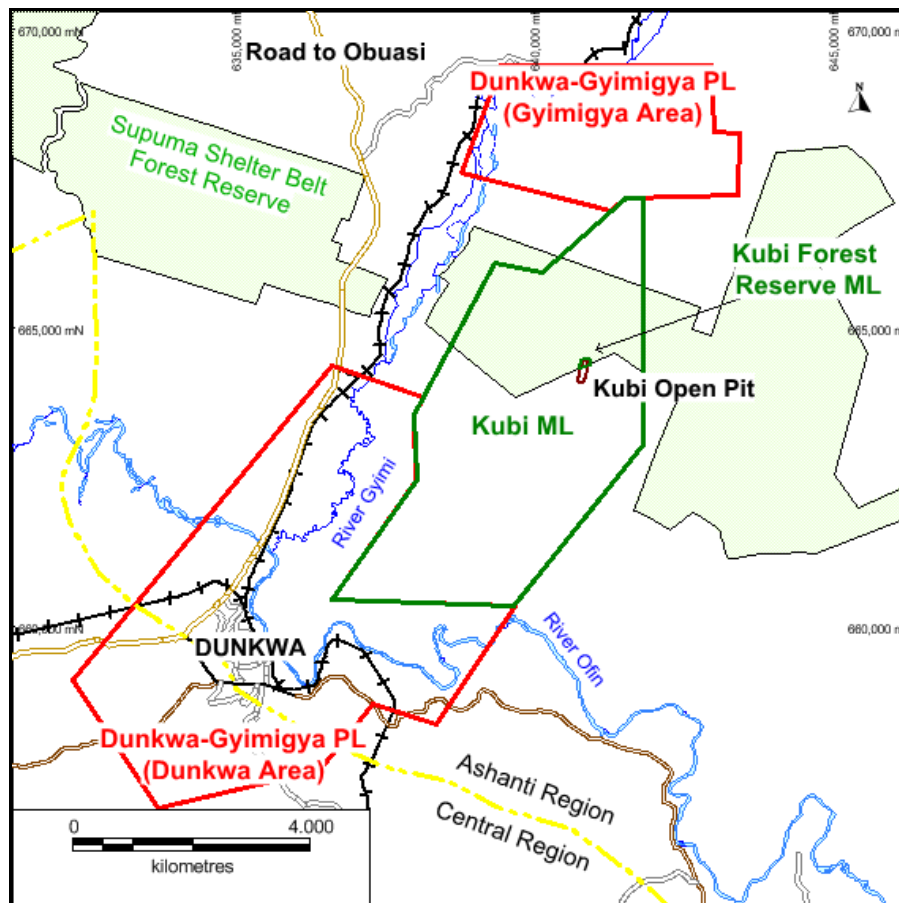 670,000 mN
635,000
640,000
645,000
670,000 mN
Road to Obuasi
N
Dunkwa-Gyimigya PL
(Gyimigya Area)
Supuma Shelter Belt
Forest Reserve
Kubi Forest
Reserve ML
665,000 mN
665,000 mN
Kubi Open Pit
Kubi ML
River Gyimi
660,000 mN
660,000 mN
River Ofin
DUNKWA
Dunkwa-Gyimigya PL
(Dunkwa Area)
Ashanti Region
Central Region
0
4.000
kilometres